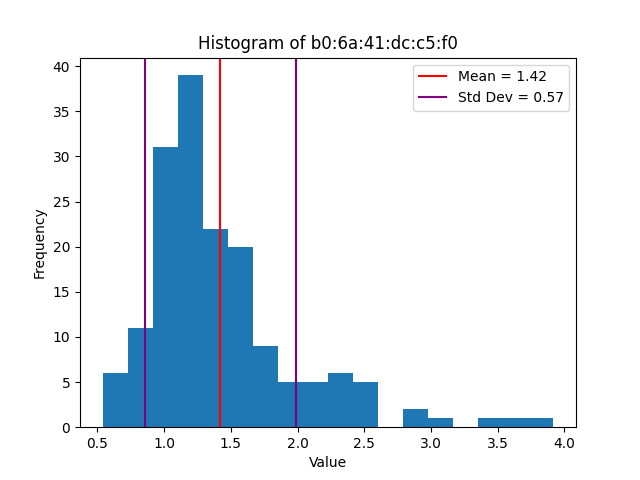 Histogram of b0:6a:41:dc:c5:f0
Mean = 1.42
Std Dev = 0.57
40
35
30
25
20
15
10
5
0
Frequency
0.5 1.0 1.5 2.0 2.5 3.0 3.5 4.0
Value